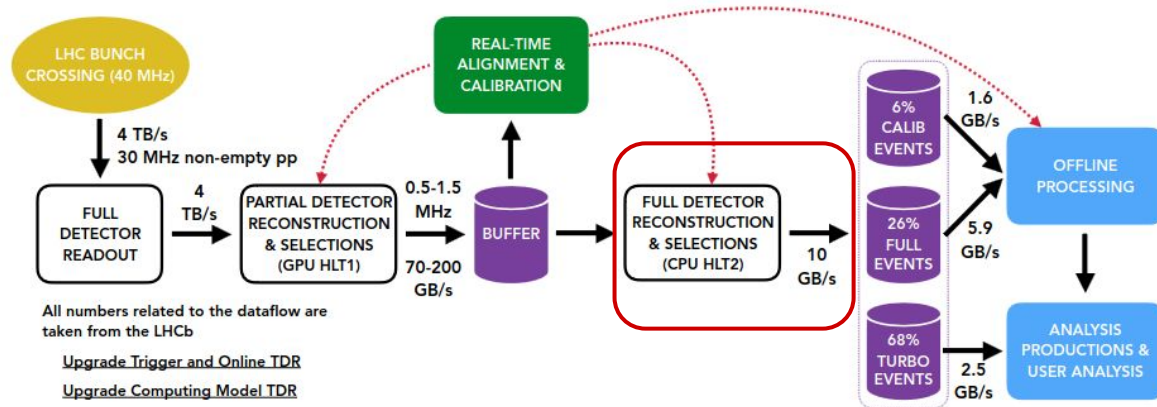 LHC BUNCH
CROSSING (40 MHz)
4 TB/s
30 MHz non-empty pp
FULL
DETECTOR
READOUT
4
TB/s
PARTIAL DETECTOR
RECONSTRUCTION
& SELECTIONS
(GPU HLT1)
0.5-1.5
MHz
70-200
GB/s
REAL-TIME
ALIGNMENT &
CALIBRATION
BUFFER
FULL DETECTOR
RECONSTRUCTION
& SELECTIONS
(CPU HLT2)
10
GB/s
6%
CALIB
EVENTS
1.6
GB/s
26%
FULL
EVENTS
5.9
GB/s
68%
TURBO
EVENTS
2.5
GB/s
OFFLINE
PROCESSING
ANALYSIS
PRODUCTIONS &
USER ANALYSIS
All numbers related to the dataflow are
taken from the LHCb
Upgrade Trigger and Online TDR
Upgrade Computing Model TDR